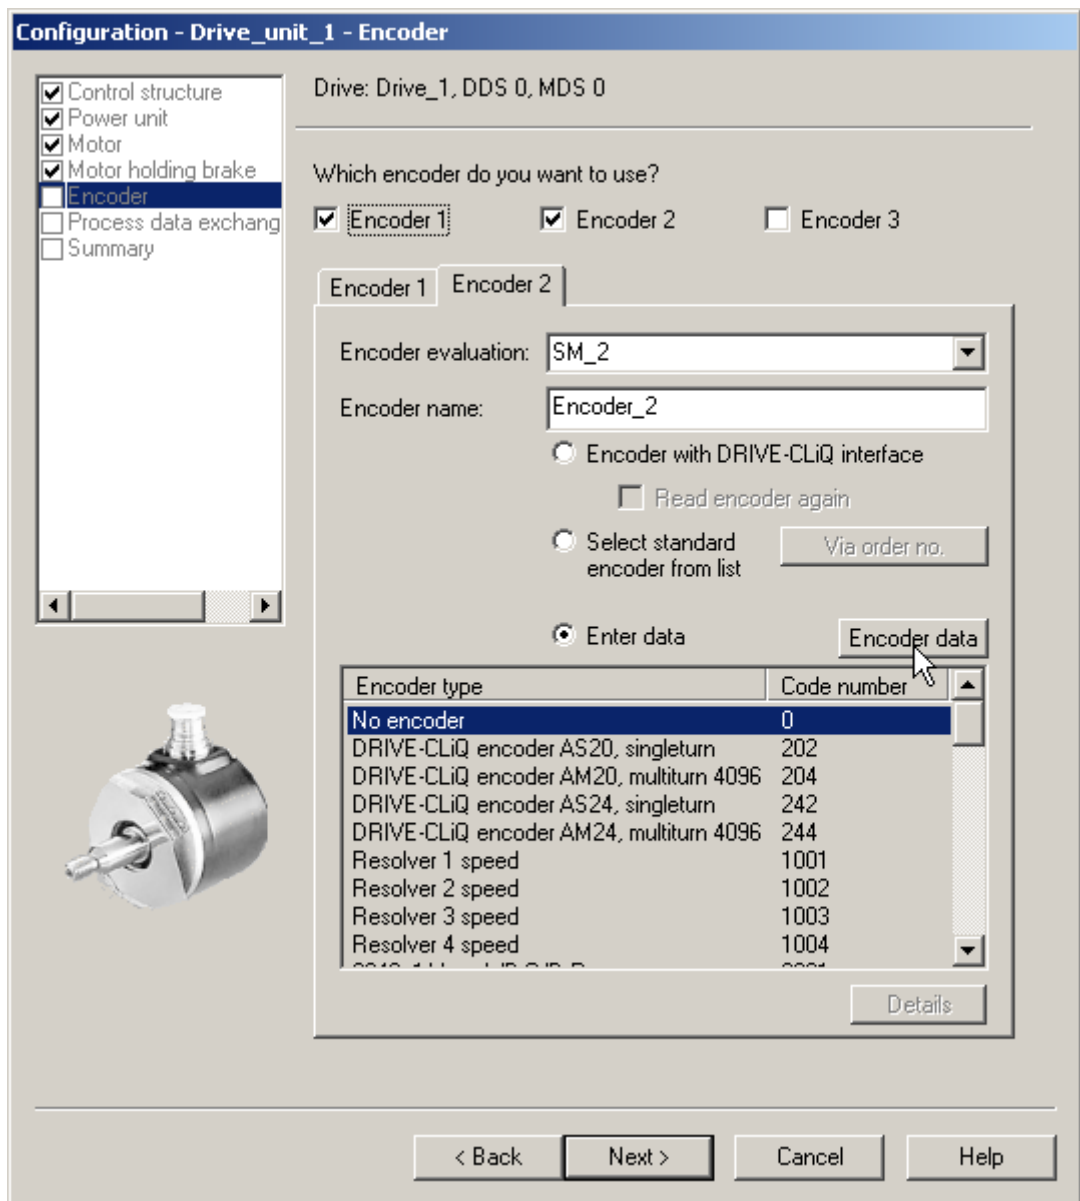 Configuration - Drive_unit_1 - Encoder
Control structure
Power unit
Motor
Motor holding brake
Encoder
Process data exchang
Summary
Drive: Drive_1, DDS 0, MDS 0
Which encoder do you want to use?
Encoder 1 Encoder 2 Encoder 3
Encoder 1 Encoder 2
Encoder evaluation: SM_2
Encoder name: Encoder_2
Encoder with DRIVE-CLiQ interface
Read encoder again
Select standard
encoder from list
Via order no.
Enter data Encoder data
Encoder type Code number
No encoder 0
DRIVE-CLiQ encoder AS20, singleturn 202
DRIVE-CLiQ encoder AM20, multiturn 4096 204
DRIVE-CLiQ encoder AS24, singleturn 242
DRIVE-CLiQ encoder AM24, multiturn 4096 244
Resolver 1 speed 1001
Resolver 2 speed 1002
Resolver 3 speed 1003
Resolver 4 speed 1004
Details
< Back Next > Cancel Help